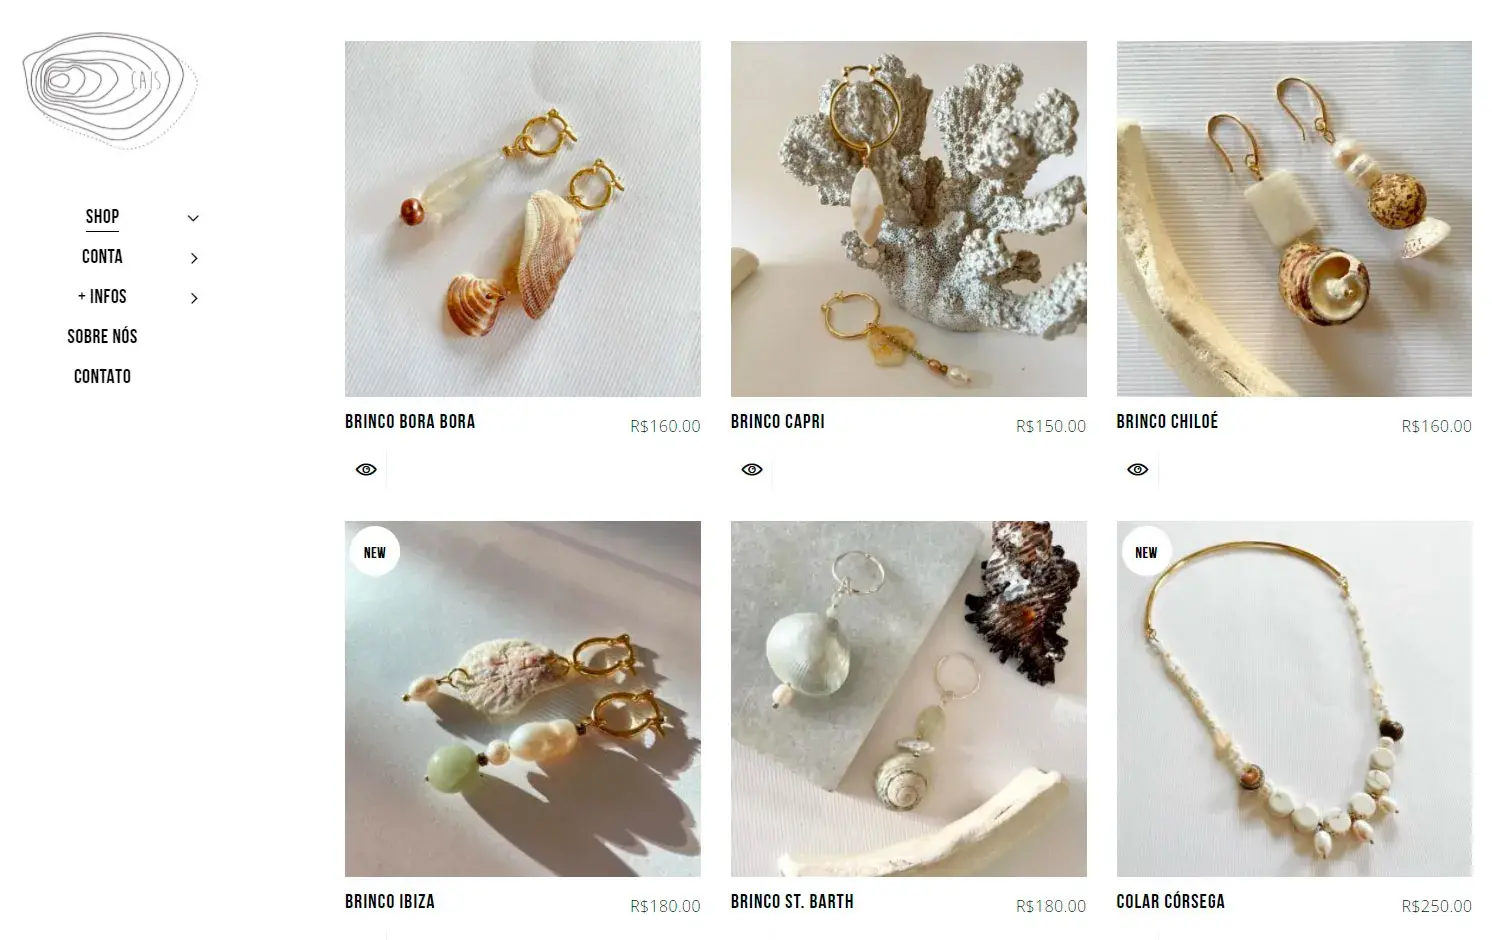 CAIS
SHOP
CONTA
+ INFOS
SOBRE NÓS
CONTATO
BRINCO BORA BORA
R$160.00
BRINCO CAPRI
R$150.00
BRINCO CHILOÉ
R$160.00
NEW
NEW
BRINCO IBIZA
R$180.00
BRINCO ST. BARTH
R$180.00
COLAR CÓRSEGA
R$250.00